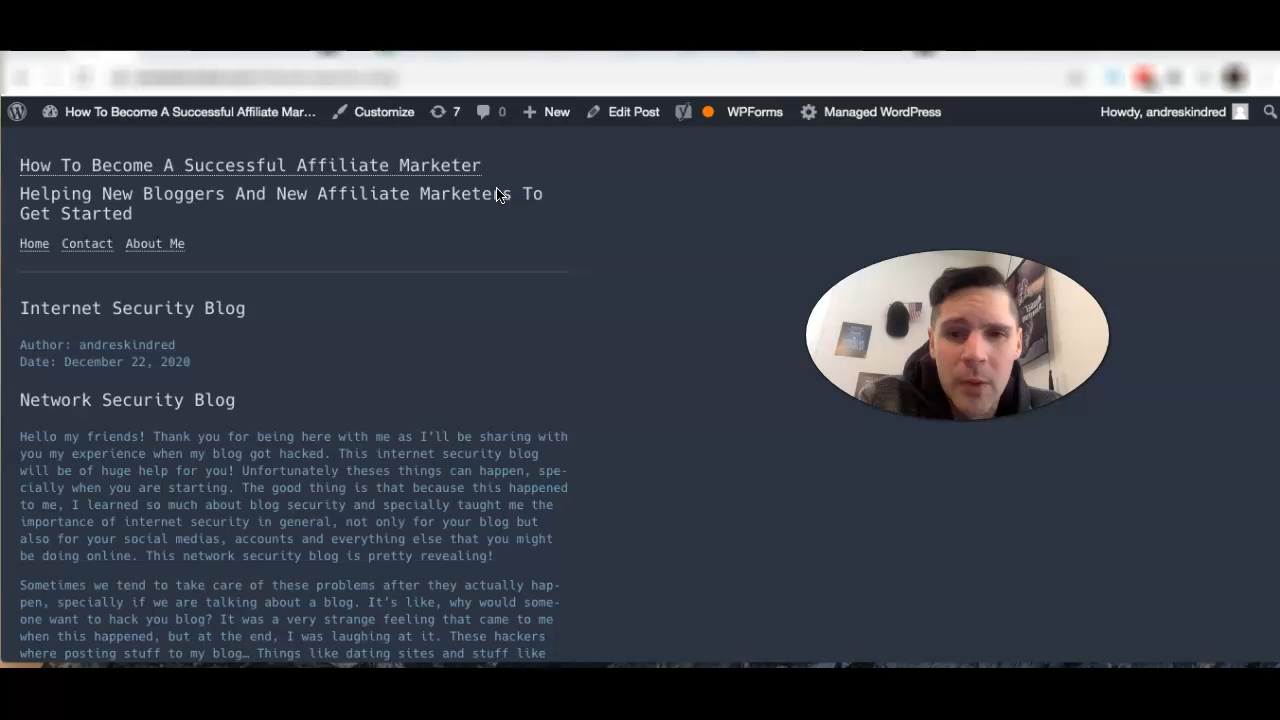 How To Become A Successful Affiliate Mar... Customize 7 0 New Edit Post WPForms Managed WordPress Howdy, andreskindred
How To Become A Successful Affiliate Marketer
Helping New Bloggers And New Affiliate Marketers To
Get Started
Home Contact About Me
Internet Security Blog
Author: andreskindred
Date: December 22, 2020
Network Security Blog
Hello my friends! Thank you for being here with me as I’ll be sharing with
you my experience when my blog got hacked. This internet security blog
will be of huge help for you! Unfortunately theses things can happen, spe-
cially when you are starting. The good thing is that because this happened
to me, I learned so much about blog security and specially taught me the
importance of internet security in general, not only for your blog but
also for your social medias, accounts and everything else that you might
be doing online. This network security blog is pretty revealing!
Sometimes we tend to take care of these problems after they actually hap-
pen, specially if we are talking about a blog. It’s like, why would some-
one want to hack you blog? It was a very strange feeling that came to me
when this happened, but at the end, I was laughing at it. These hackers
where posting stuff to my blog… Things like dating sites and stuff like